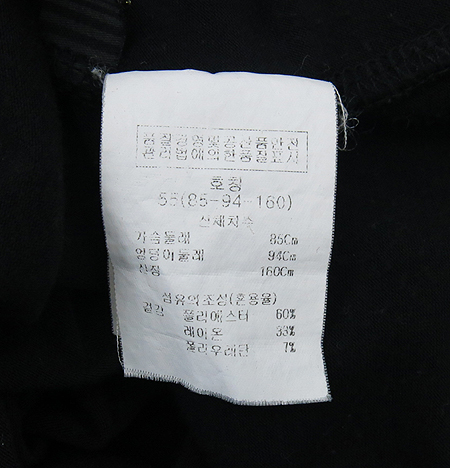 품질경영및공산품안전
관리법에의한품질표시
호칭
55(85-94-160)
신체치수
가슴둘레 85Cm
엉덩이둘레 94Cm
신장 160Cm
섬유의조성(혼용율)
겉감 폴리에스터 60%
레이온 33%
폴리우레탄 7%